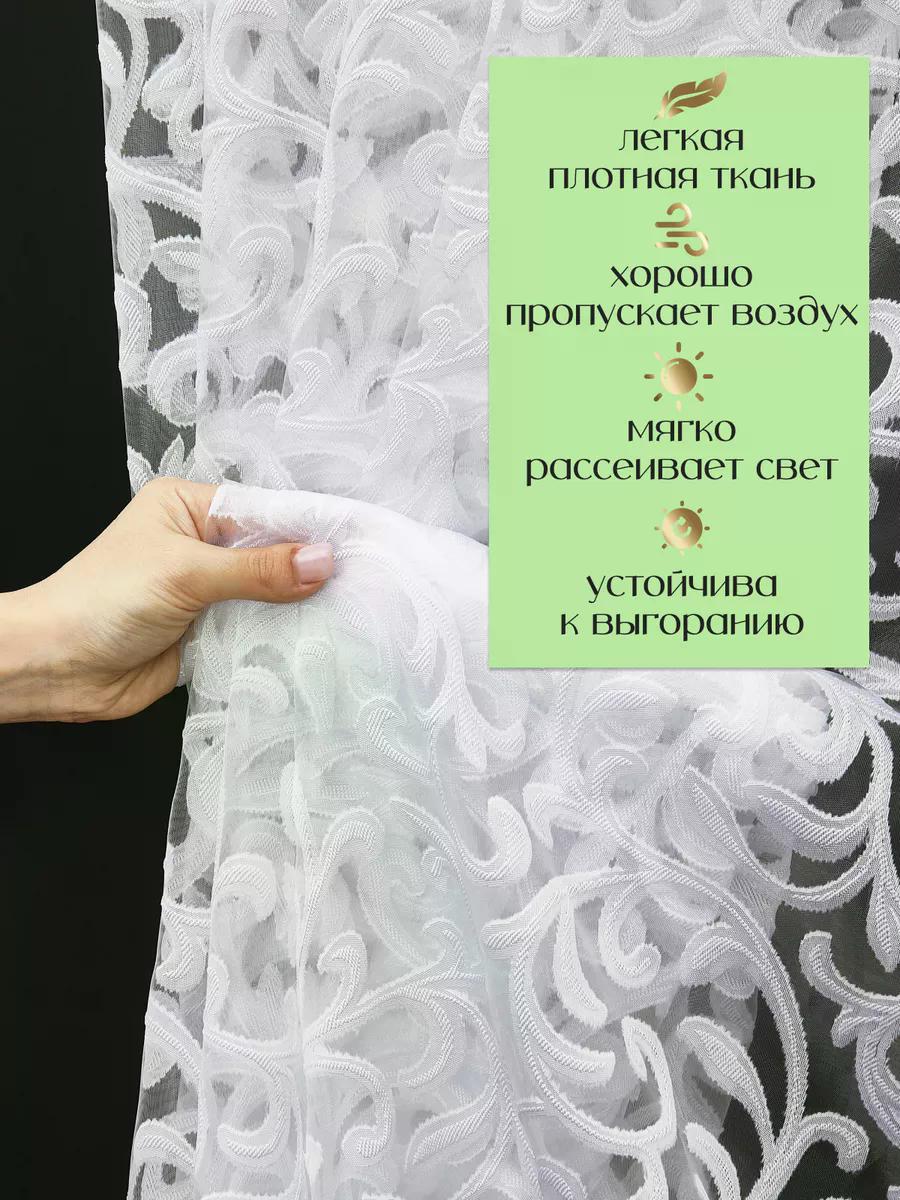 легкая
плотная ткань
хорошо
пропускает воздух
мягко
рассеивает свет
устойчива
к выгоранию